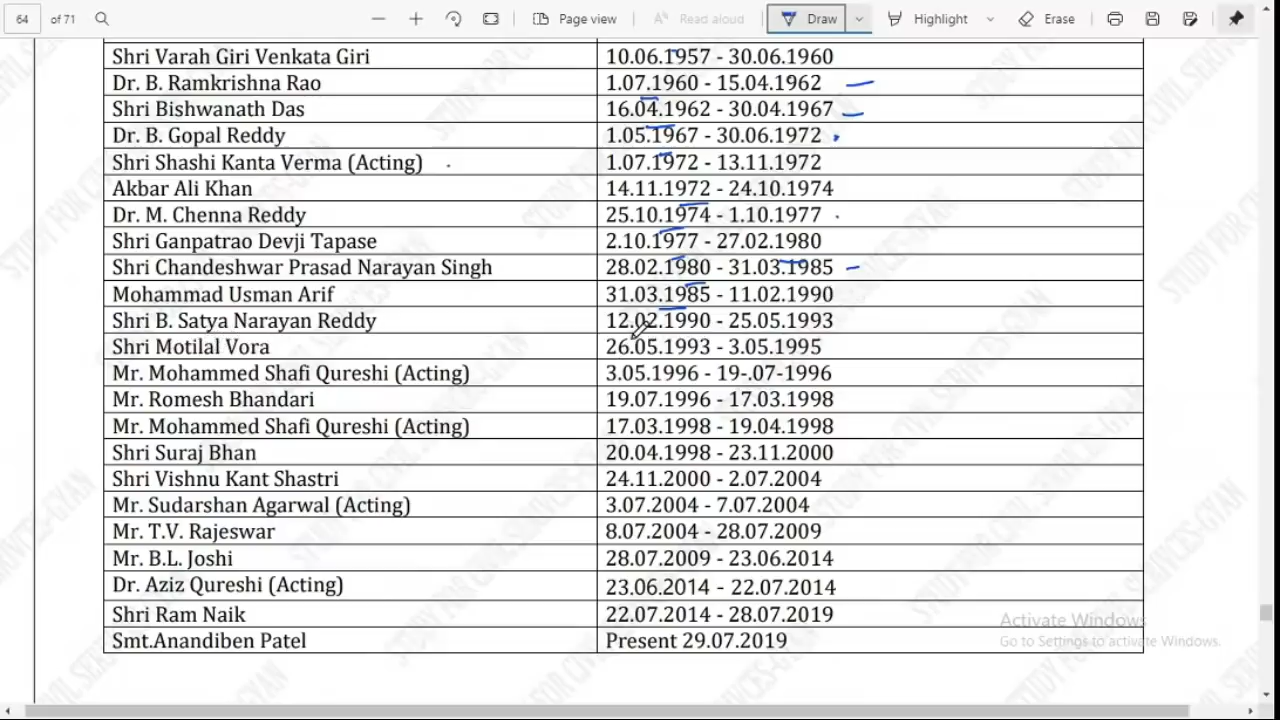 64 of 71 Page view Read aloud Draw Highlight Erase
Shri Varah Giri Venkata Giri 10.06.1957 - 30.06.1960
Dr. B. Ramkrishna Rao 1.07.1960 - 15.04.1962
Shri Bishwanath Das 16.04.1962 - 30.04.1967
Dr. B. Gopal Reddy 1.05.1967 - 30.06.1972
Shri Shashi Kanta Verma (Acting) 1.07.1972 - 13.11.1972
Akbar Ali Khan 14.11.1972 - 24.10.1974
Dr. M. Chenna Reddy 25.10.1974 - 1.10.1977
Shri Ganpatrao Devji Tapase 2.10.1977 - 27.02.1980
Shri Chandeshwar Prasad Narayan Singh 28.02.1980 - 31.03.1985
Mohammad Usman Arif 31.03.1985 - 11.02.1990
Shri B. Satya Narayan Reddy 12.02.1990 - 25.05.1993
Shri Motilal Vora 26.05.1993 - 3.05.1995
Mr. Mohammed Shafi Qureshi (Acting) 3.05.1996 - 19-.07-1996
Mr. Romesh Bhandari 19.07.1996 - 17.03.1998
Mr. Mohammed Shafi Qureshi (Acting) 17.03.1998 - 19.04.1998
Shri Suraj Bhan 20.04.1998 - 23.11.2000
Shri Vishnu Kant Shastri 24.11.2000 - 2.07.2004
Mr. Sudarshan Agarwal (Acting) 3.07.2004 - 7.07.2004
Mr. T.V. Rajeswar 8.07.2004 - 28.07.2009
Mr. B.L. Joshi 28.07.2009 - 23.06.2014
Dr. Aziz Qureshi (Acting) 23.06.2014 - 22.07.2014
Shri Ram Naik 22.07.2014 - 28.07.2019
Smt.Anandiben Patel Present 29.07.2019
Activate Windows
Go to Settings to activate Windows.